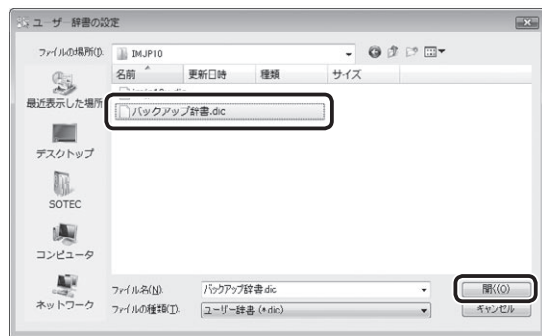 ユーザー辞書の設定
ファイルの場所(I):
IMJP10
名前
更新日時
種類
サイズ
バックアップ辞書.dic
最近表示した場所
デスクトップ
SOTEC
コンピュータ
ネットワーク
ファイル名(N):
バックアップ辞書.dic
開く(O)
ファイルの種類(T):
ユーザー辞書 (*.dic)
キャンセル